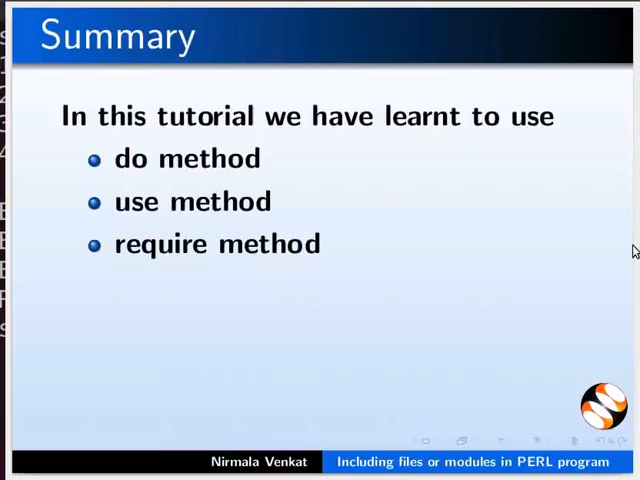 Summary
In this tutorial we have learnt to use
do method
use method
require method
Nirmala Venkat
Including files or modules in PERL program